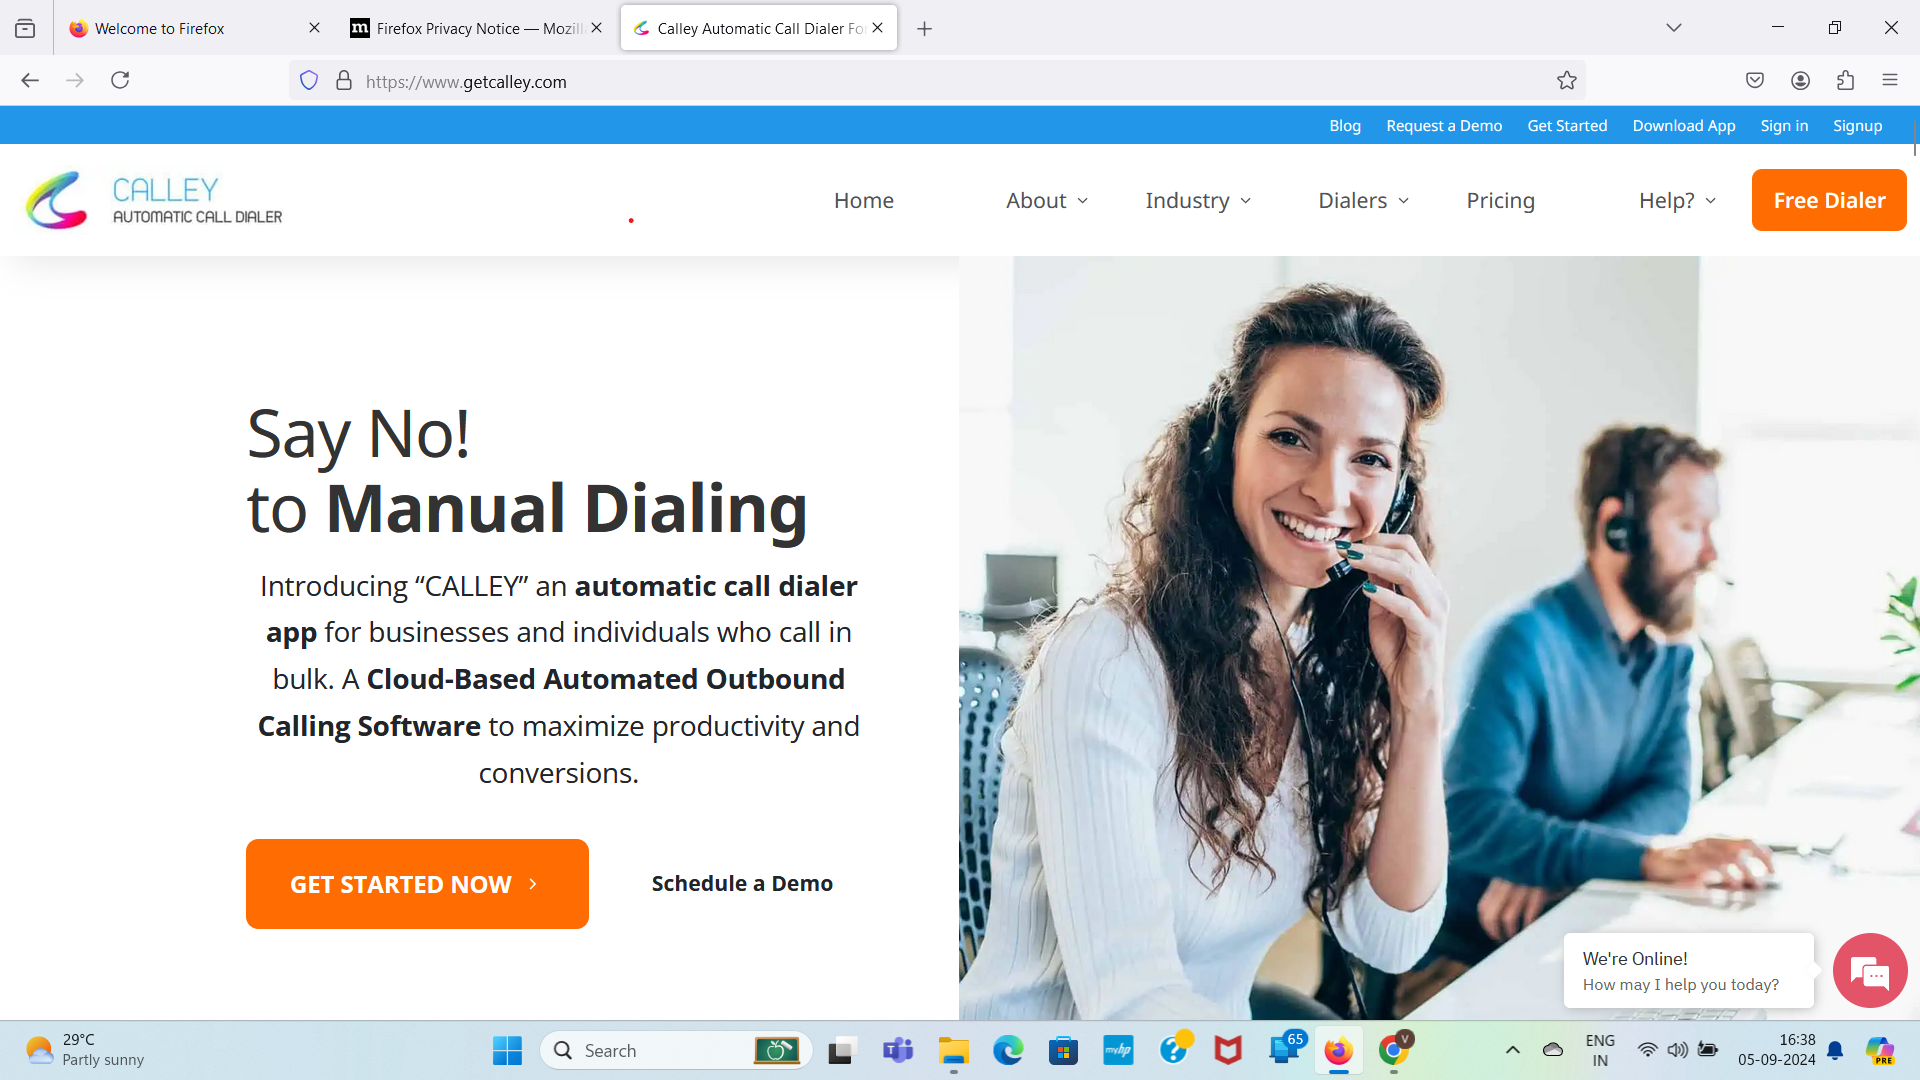 Welcome to Firefox
Firefox Privacy Notice — Mozil
Calley Automatic Call Dialer Fo
https://www.getcalley.com
Blog Request a Demo Get Started Download App Sign in Signup
CALLEY
AUTOMATIC CALL DIALER
Home About Industry Dialers Pricing Help? Free Dialer
Say No!
to Manual Dialing
Introducing “CALLEY” an automatic call dialer
app for businesses and individuals who call in
bulk. A Cloud-Based Automated Outbound
Calling Software to maximize productivity and
conversions.
GET STARTED NOW
Schedule a Demo
We're Online!
How may I help you today?
29°C
Partly sunny
Search
myhp
65
V
ENG
IN
16:38
05-09-2024
PRE